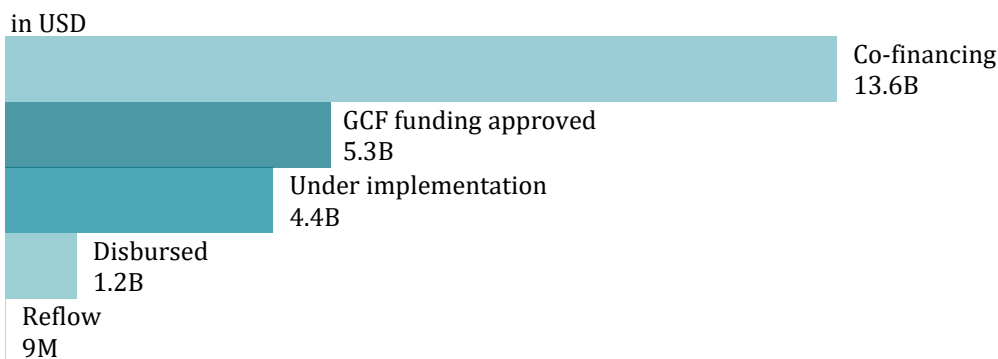 in USD
Co-financing
13.6B
GCF funding approved
5.3B
Under implementation
4.4B
Disbursed
1.2B
Reflow
9M